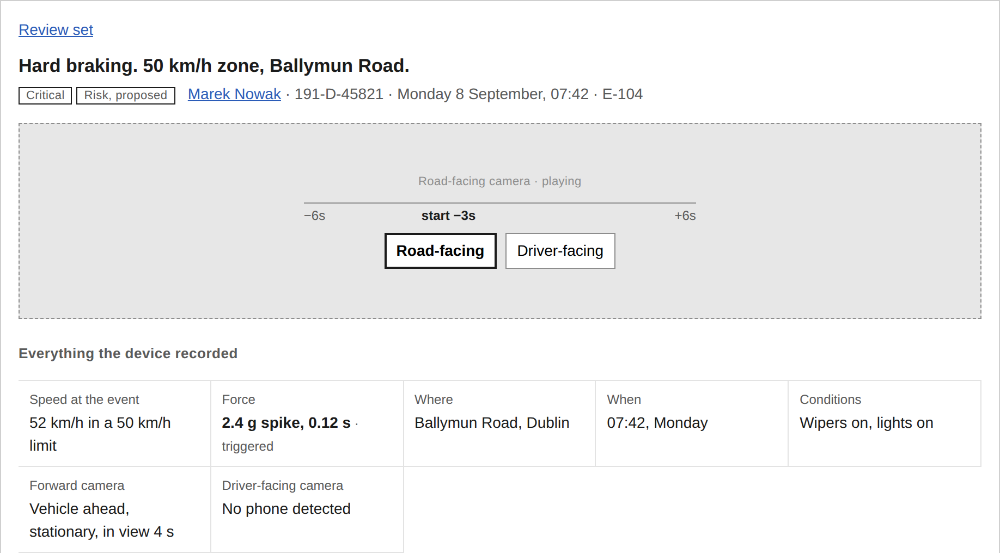 Review set
Hard braking. 50 km/h zone, Ballymun Road.
Critical Risk, proposed Marek Nowak · 191-D-45821 · Monday 8 September, 07:42 · E-104
Road-facing camera · playing
−6s start −3s +6s
Road-facing Driver-facing
Everything the device recorded
Speed at the event
52 km/h in a 50 km/h
limit
Force
2.4 g spike, 0.12 s ·
triggered
Where
Ballymun Road, Dublin
When
07:42, Monday
Conditions
Wipers on, lights on
Forward camera
Vehicle ahead,
stationary, in view 4 s
Driver-facing camera
No phone detected